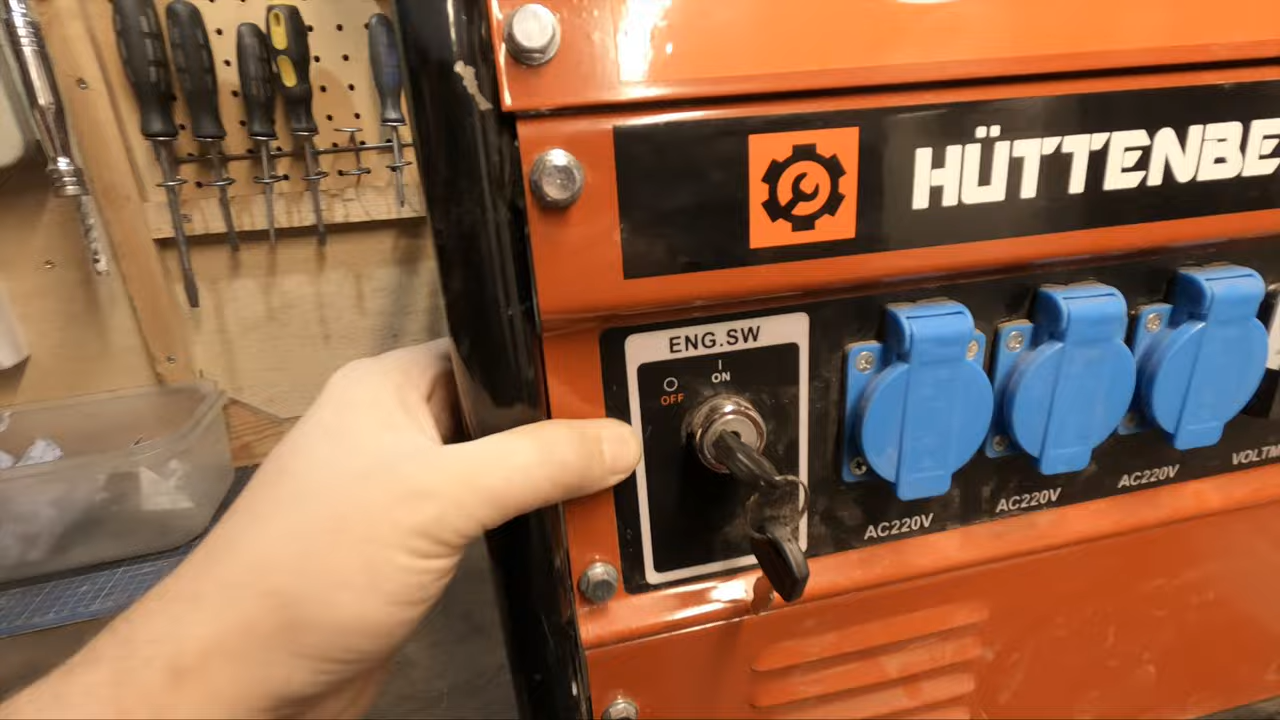 HÜTTENBE
ENG.SW
I
ON
O
OFF
AC220V
AC220V
AC220V
VOLTM